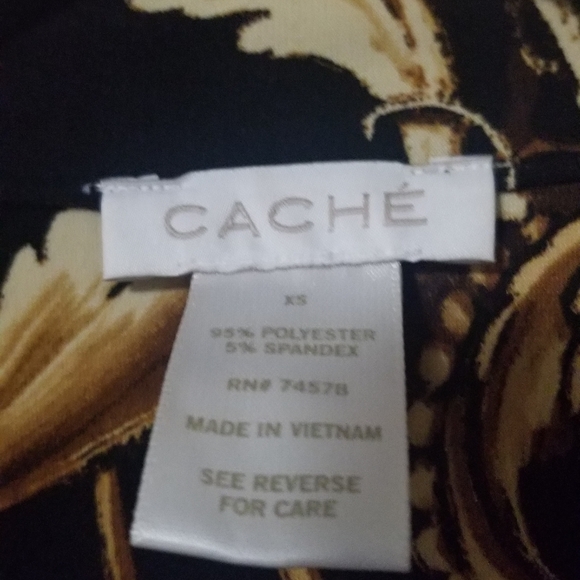 CACHÉ
XS
95% POLYESTER
5% SPANDEX
RN# 74578
MADE IN VIETNAM
SEE REVERSE
FOR CARE